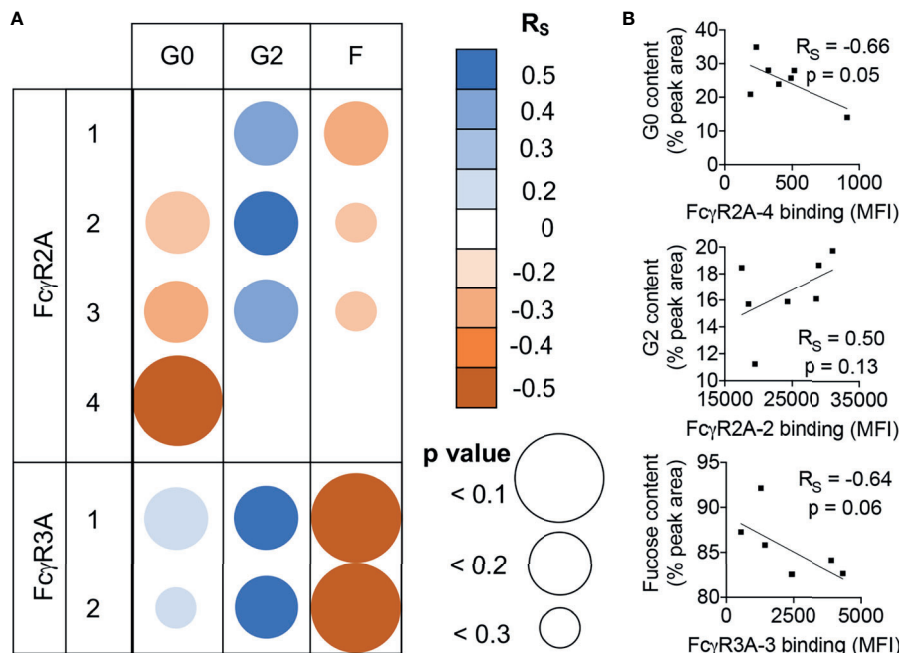 A
G0 G2 F
FcγR2A
1
2
3
4
FcγR3A
1
2
Rs
0.5
0.4
0.3
0.2
0
-0.2
-0.3
-0.4
-0.5
p value
< 0.1
< 0.2
< 0.3
B
G0 content
(% peak area)
40
30
20
10
0
RS = -0.66
p = 0.05
0 500 1000
FcγR2A-4 binding (MFI)
G2 content
(% peak area)
20
18
16
14
12
10
RS = 0.50
p = 0.13
15000 25000 35000
FcγR2A-2 binding (MFI)
Fucose content
(% peak area)
95
90
85
80
RS = -0.64
p = 0.06
0 2500 5000
FcγR3A-3 binding (MFI)